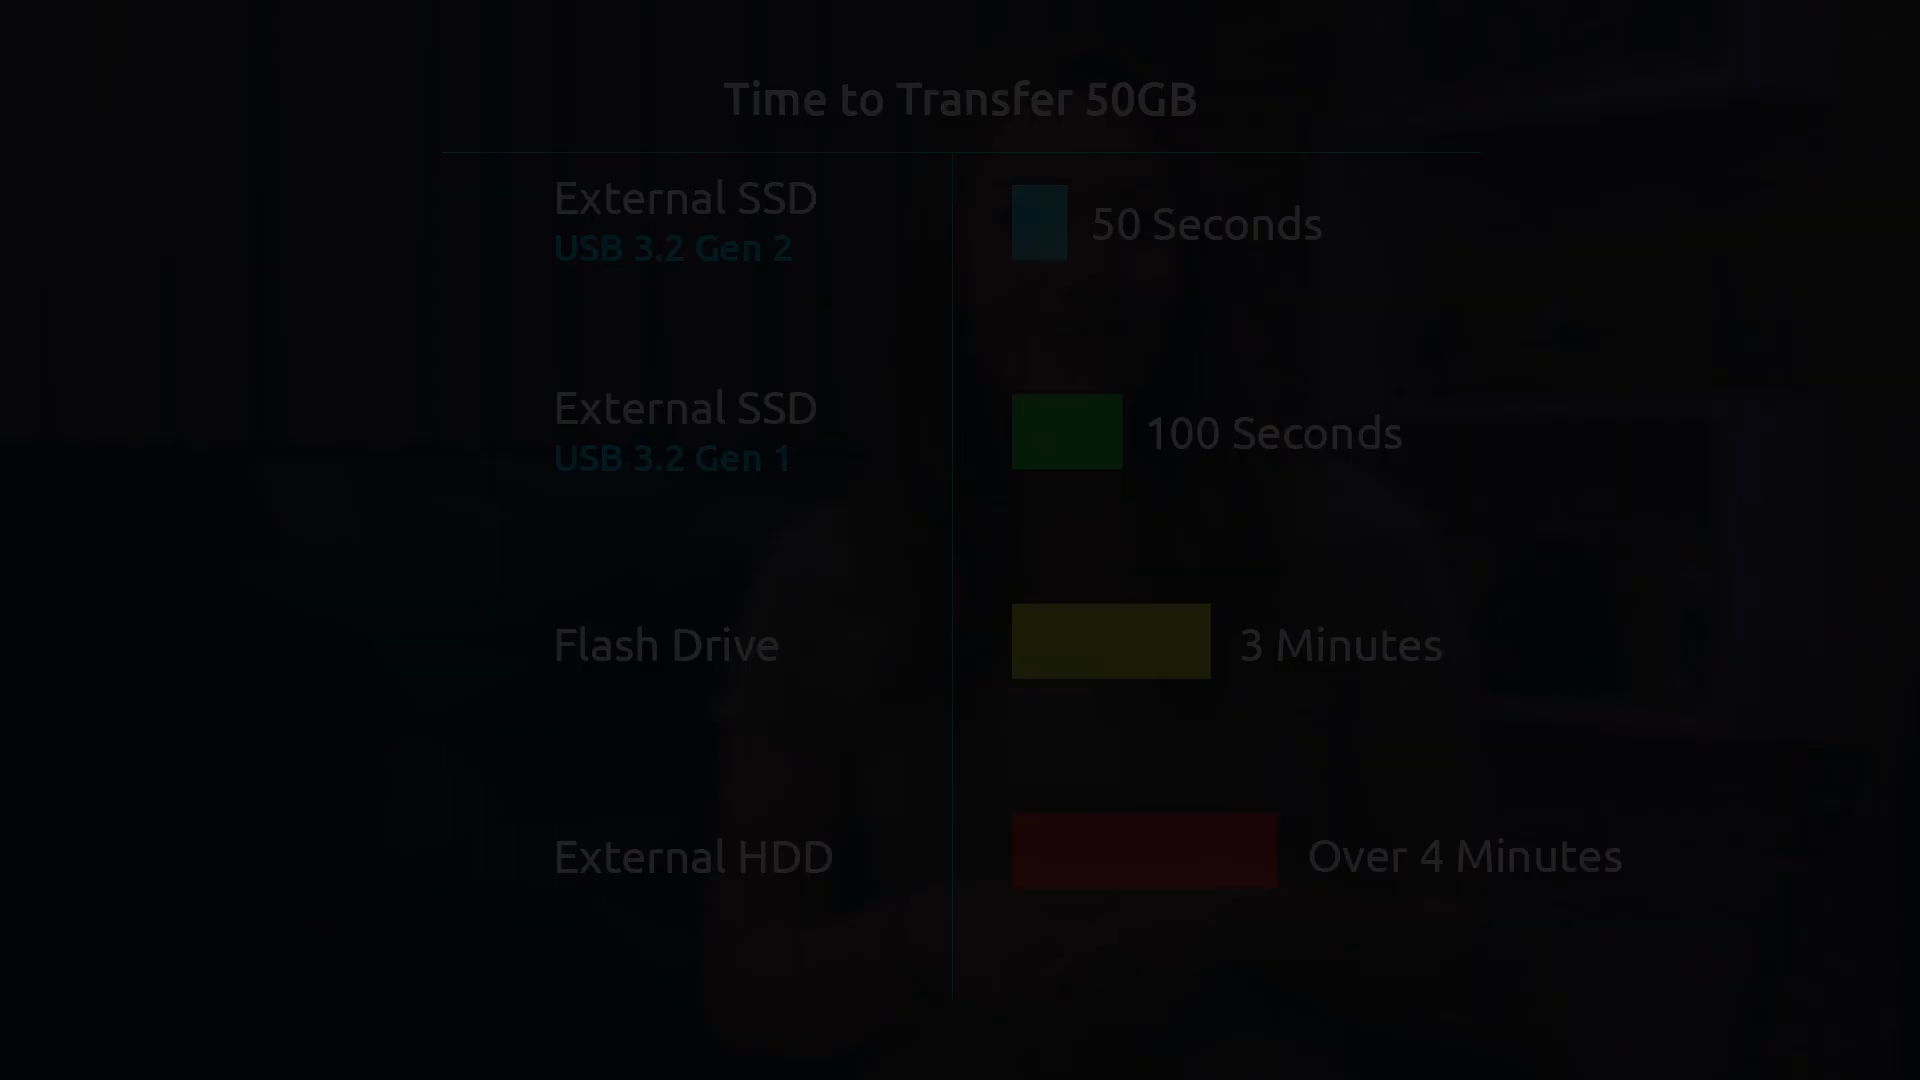 Time to Transfer 50GB
External SSD
USB 3.2 Gen 2
50 Seconds
External SSD
USB 3.2 Gen 1
100 Seconds
Flash Drive
3 Minutes
External HDD
Over 4 Minutes